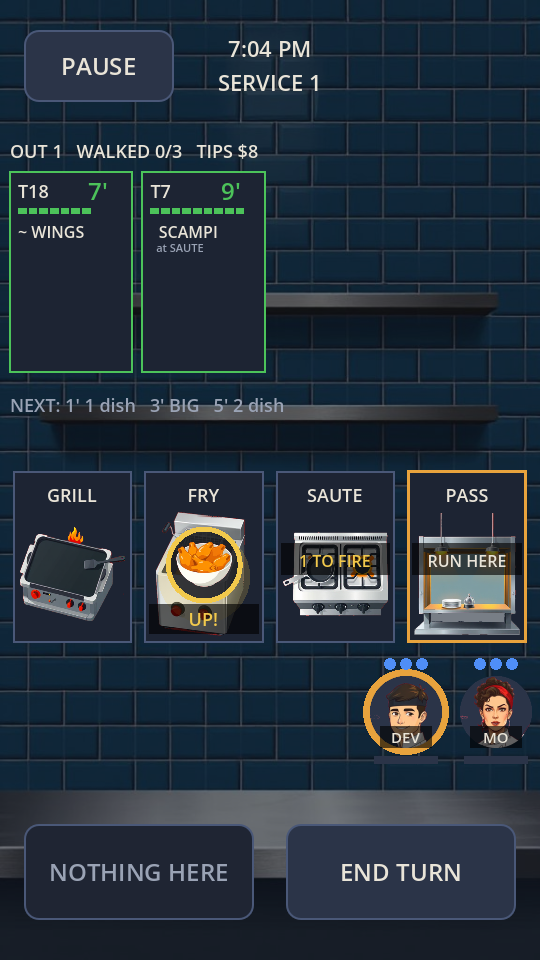 PAUSE
7:04 PM
SERVICE 1
OUT 1 WALKED 0/3 TIPS $8
T18 7'
~ WINGS
T7 9'
SCAMPI
at SAUTE
NEXT: 1' 1 dish 3' BIG 5' 2 dish
GRILL
FRY
UP!
SAUTE
1 TO FIRE
PASS
RUN HERE
DEV
MO
NOTHING HERE
END TURN